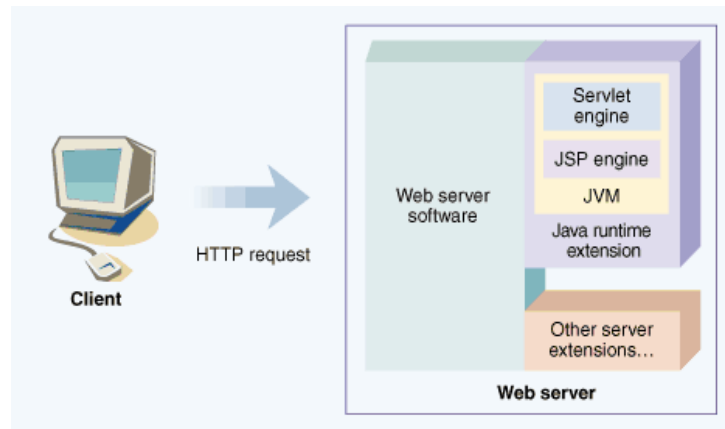 Client
HTTP request
Web server
software
Servlet
engine
JSP engine
JVM
Java runtime
extension
Other server
extensions...
Web server